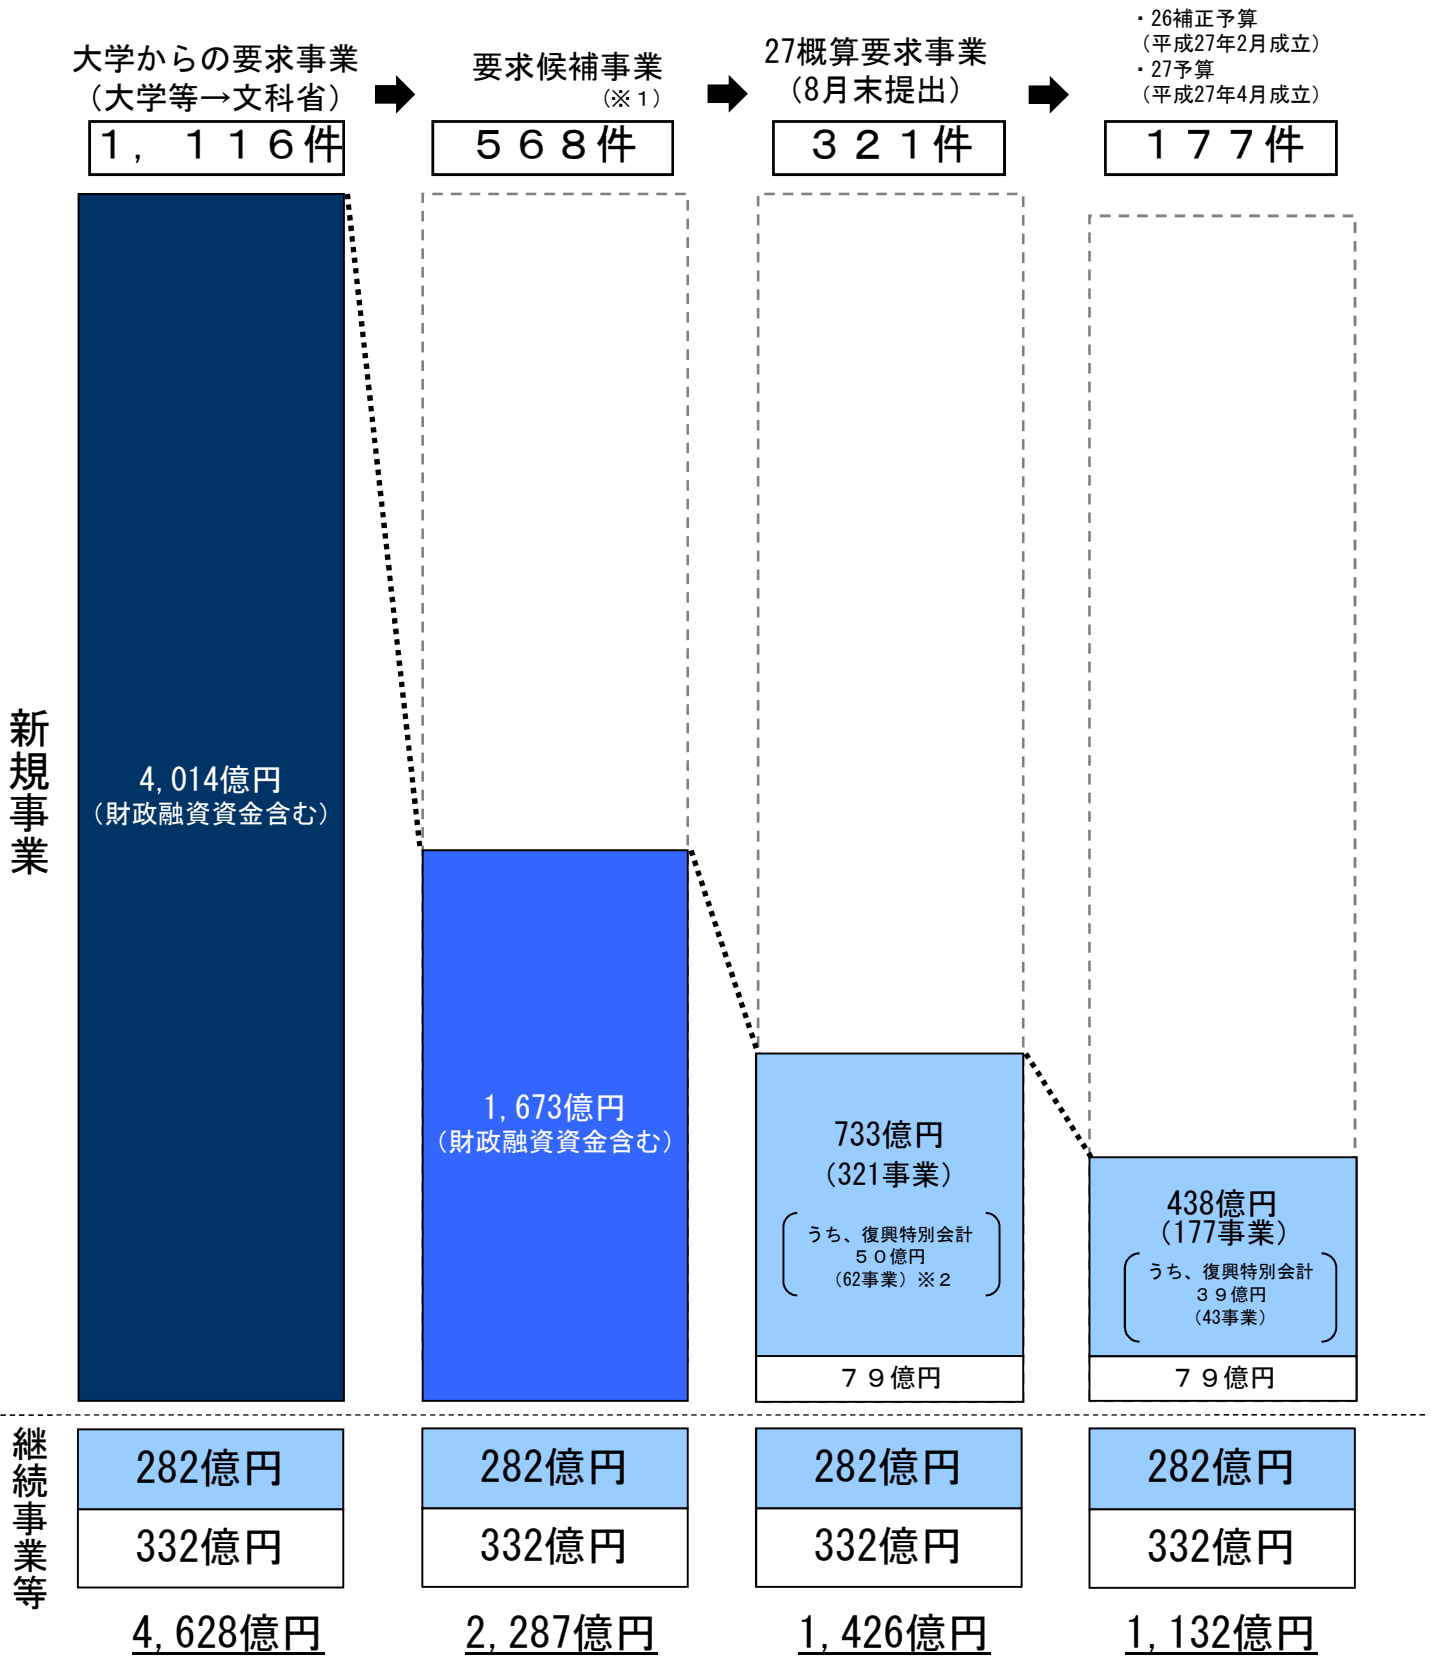 大学からの要求事業
（大学等→文科省）
１，１１６件
要求候補事業
（※１）
５６８件
27概算要求事業
（8月末提出）
３２１件
・26補正予算
（平成27年2月成立）
・27予算
（平成27年4月成立）
１７７件
新規事業
4,014億円
（財政融資資金含む）
1,673億円
（財政融資資金含む）
733億円
（321事業）
うち、復興特別会計
５０億円
（62事業）※２
７９億円
438億円
（177事業）
うち、復興特別会計
３９億円
（43事業）
７９億円
継続事業等
282億円
332億円
4,628億円
282億円
332億円
2,287億円
282億円
332億円
1,426億円
282億円
332億円
1,132億円